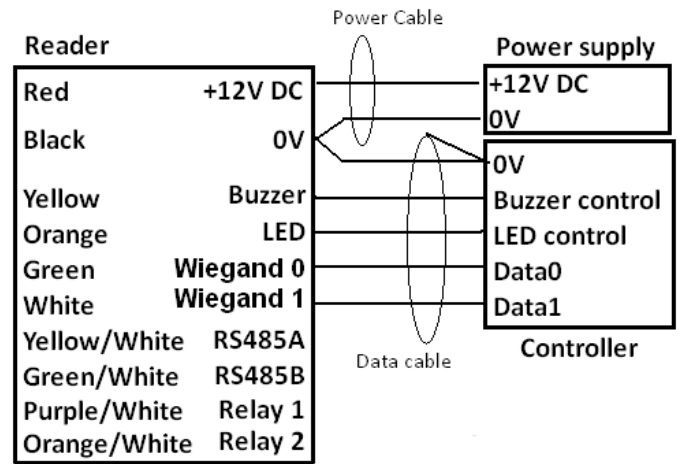 Power Cable
Reader
Power supply
Red +12V DC
+12V DC
0V
Black 0V
0V
Yellow Buzzer
Buzzer control
Orange LED
LED control
Green Wiegand 0
Data0
White Wiegand 1
Data1
Yellow/White RS485A
Controller
Data cable
Green/White RS485B
Purple/White Relay 1
Orange/White Relay 2